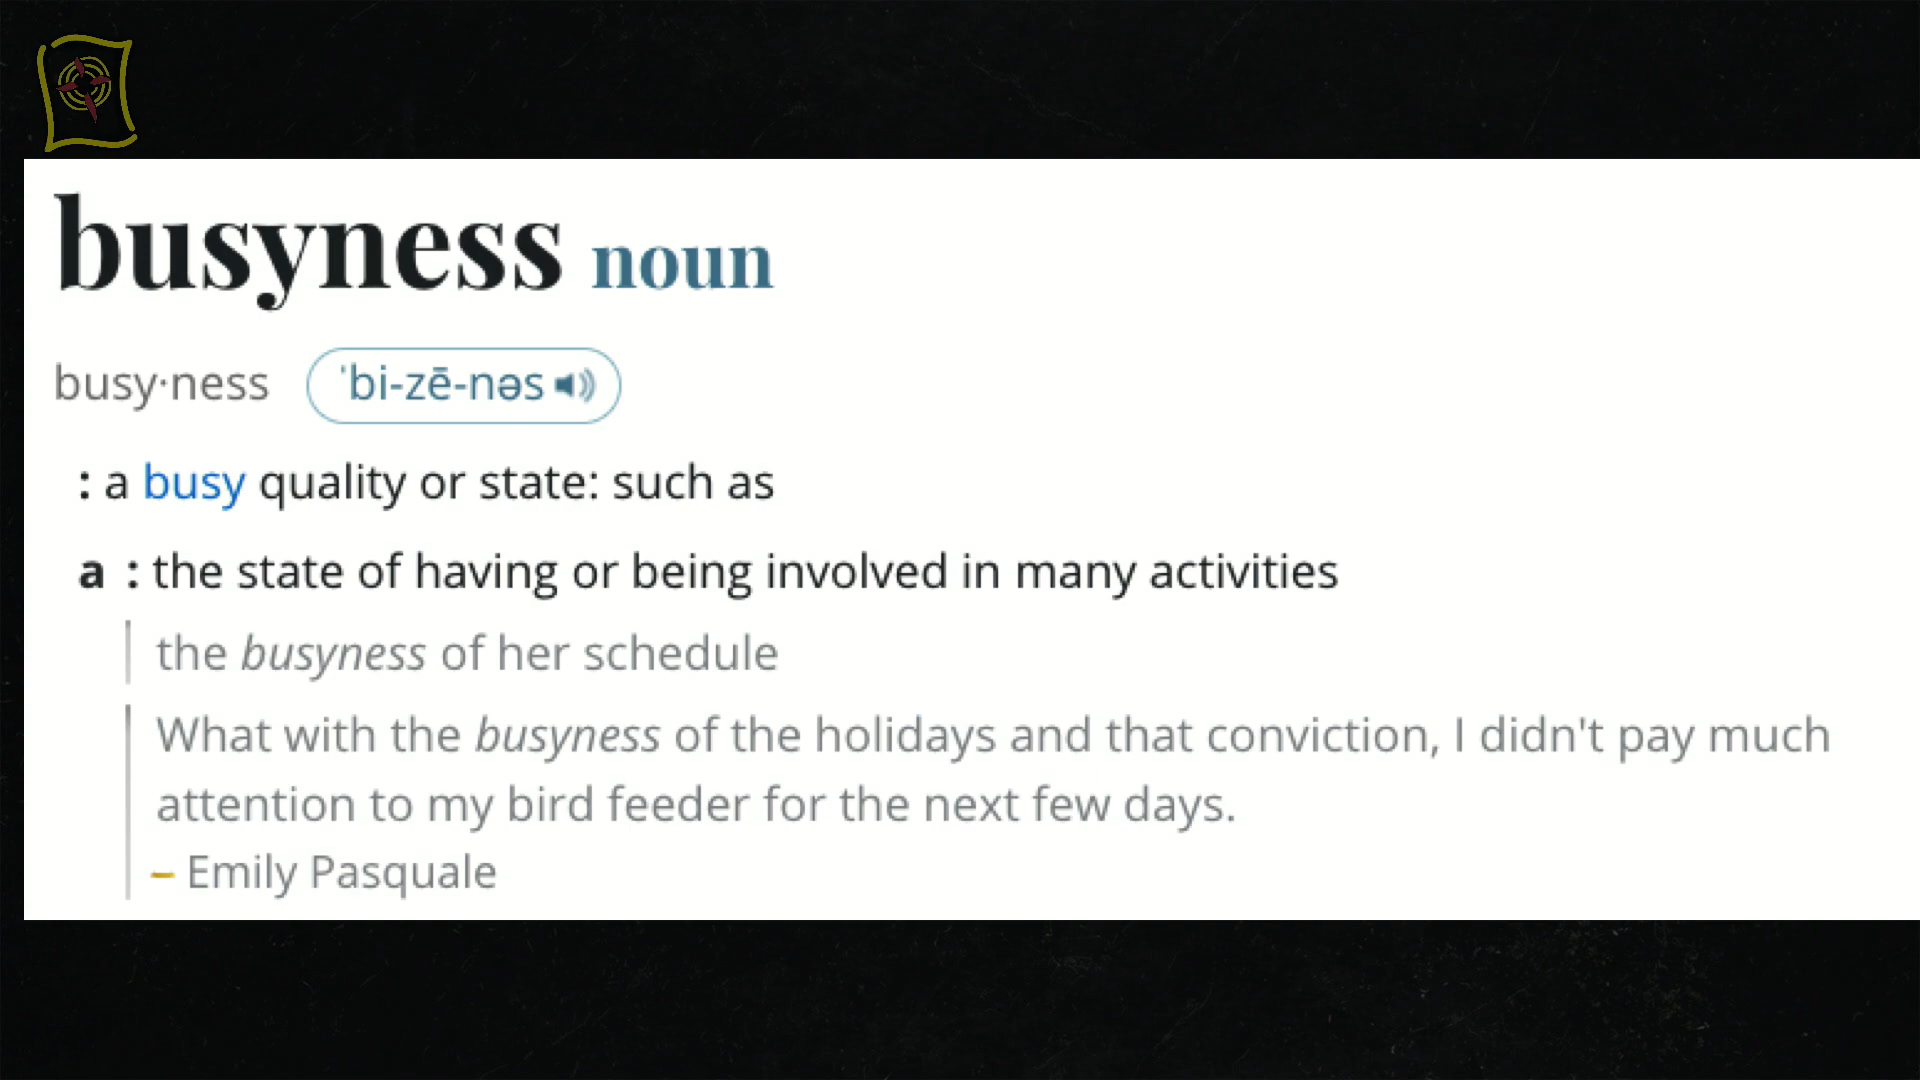 busyness noun
busy·ness ˈbi-zē-nəs
: a busy quality or state: such as
a : the state of having or being involved in many activities
the busyness of her schedule
What with the busyness of the holidays and that conviction, I didn't pay much
attention to my bird feeder for the next few days.
– Emily Pasquale